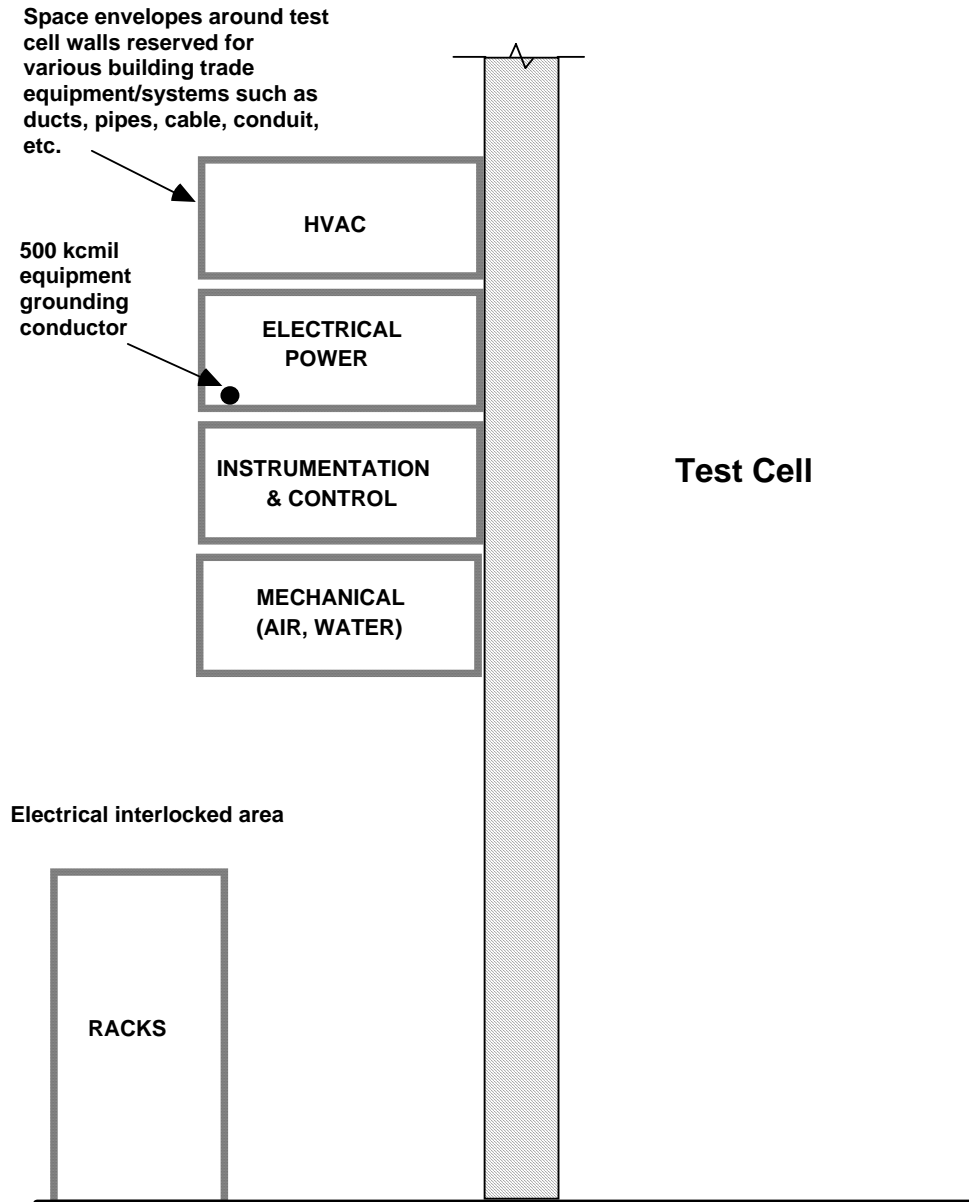 Space envelopes around test
cell walls reserved for
various building trade
equipment/systems such as
ducts, pipes, cable, conduit,
etc.
HVAC
500 kcmil
equipment
grounding
conductor
ELECTRICAL
POWER
INSTRUMENTATION
& CONTROL
Test Cell
MECHANICAL
(AIR, WATER)
Electrical interlocked area
RACKS